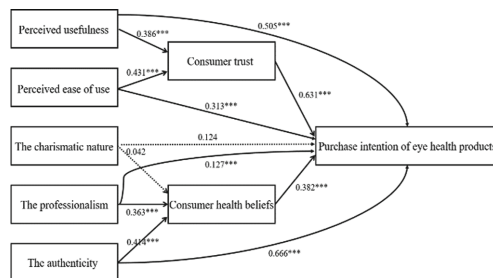 Perceived usefulness
0.505***
0.386***
Consumer trust
Perceived ease of use
0.431***
0.631***
0.313***
The charismatic nature
0.124
Purchase intention of eye health products
0.042
0.127***
The professionalism
Consumer health beliefs
0.382***
0.363***
0.414***
The authenticity
0.666***